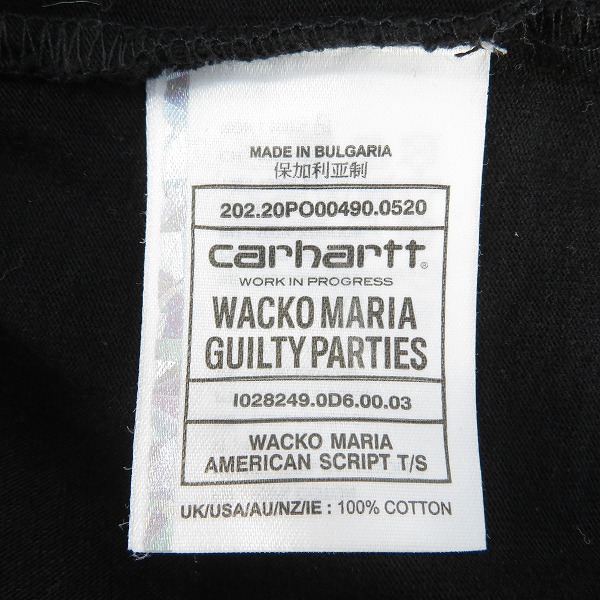 MADE IN BULGARIA
保加利亚制
202.20PO00490.0520
carhartt®
WORK IN PROGRESS
WACKO MARIA
GUILTY PARTIES
I028249.0D6.00.03
WACKO MARIA
AMERICAN SCRIPT T/S
UK/USA/AU/NZ/IE : 100% COTTON